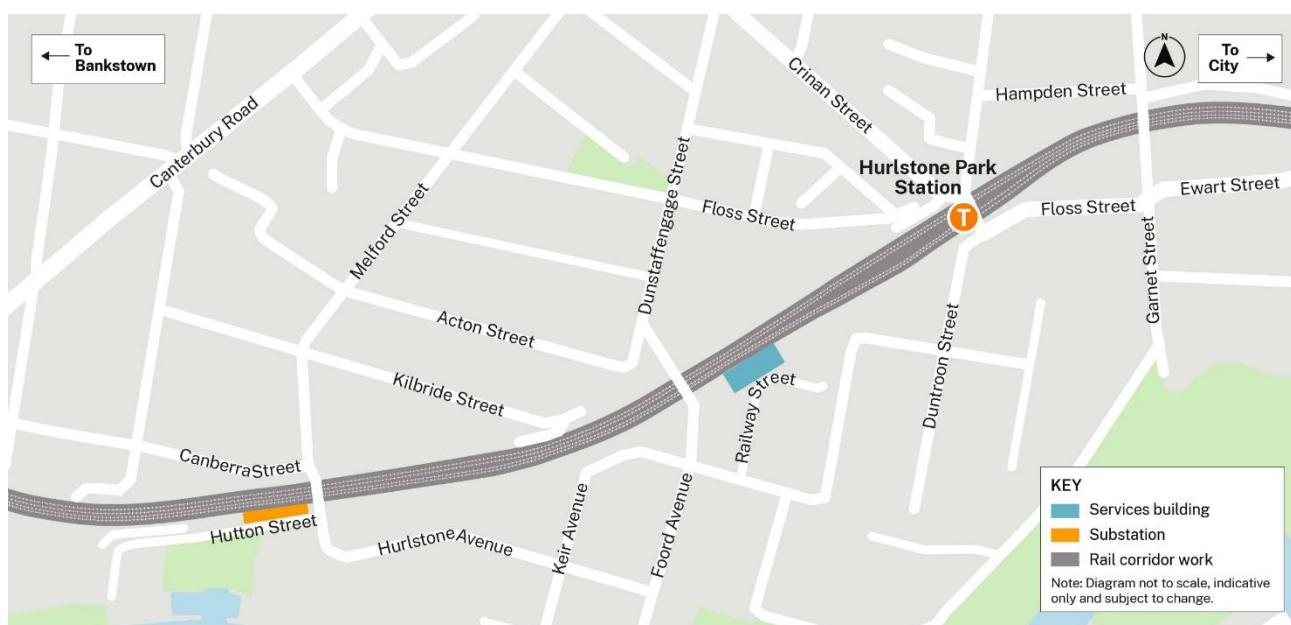 To
Bankstown
N
To
City
Crinan Street
Hampden Street
Canterbury Road
Hurlstone Park
Station
T
Ewart Street
Floss Street
Floss Street
Melford Street
Dunstaffengage Street
Garnet Street
Acton Street
Kilbride Street
Railway Street
Duntroon Street
Canberra Street
Hutton Street
Hurlstone Avenue
Keir Avenue
Foord Avenue
KEY
Services building
Substation
Rail corridor work
Note: Diagram not to scale, indicative
only and subject to change.